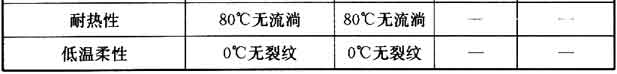 耐热性 80℃无流淌 80℃无流淌 — —
低温柔性 0℃无裂纹 0℃无裂纹 — —